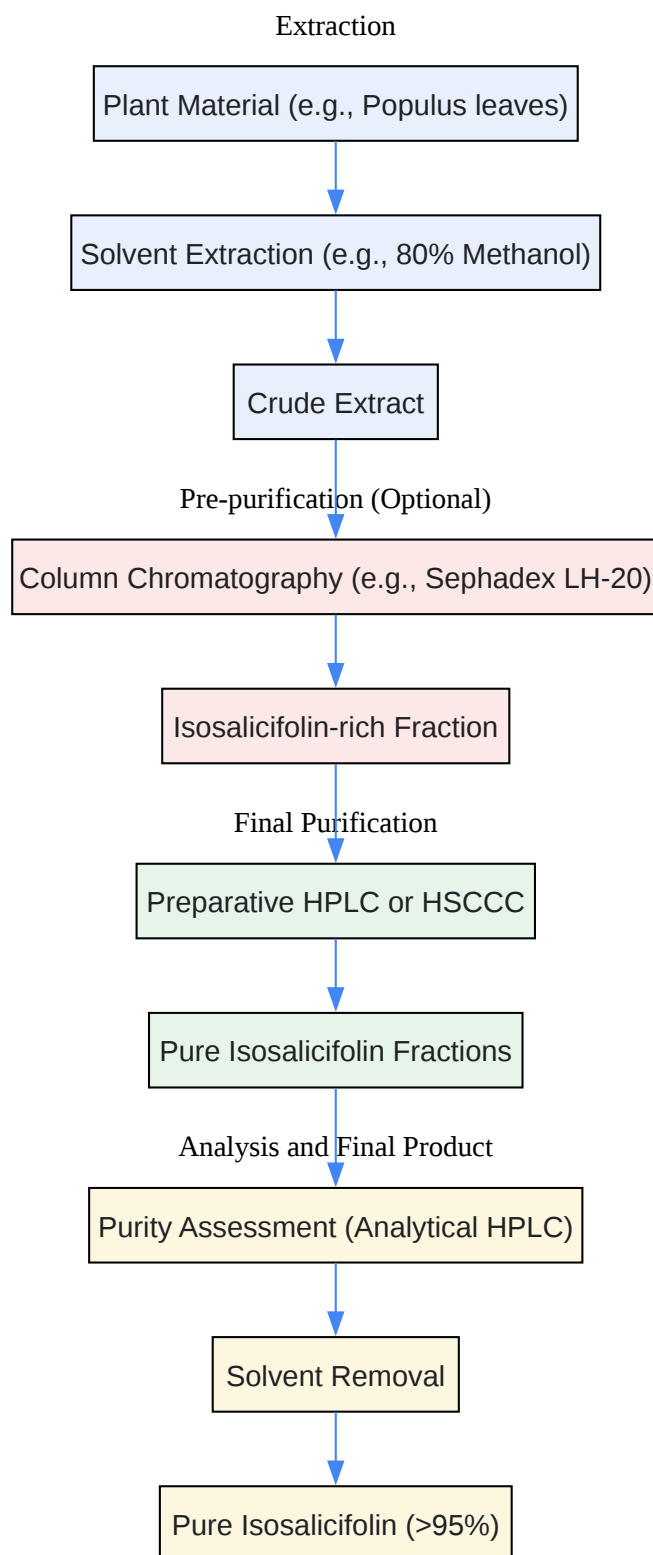 Extraction
Plant Material (e.g., Populus leaves)
Solvent Extraction (e.g., 80% Methanol)
Crude Extract
Pre-purification (Optional)
Column Chromatography (e.g., Sephadex LH-20)
Isosalicifolin-rich Fraction
Final Purification
Preparative HPLC or HSCCC
Pure Isosalicifolin Fractions
Analysis and Final Product
Purity Assessment (Analytical HPLC)
Solvent Removal
Pure Isosalicifolin (>95%)